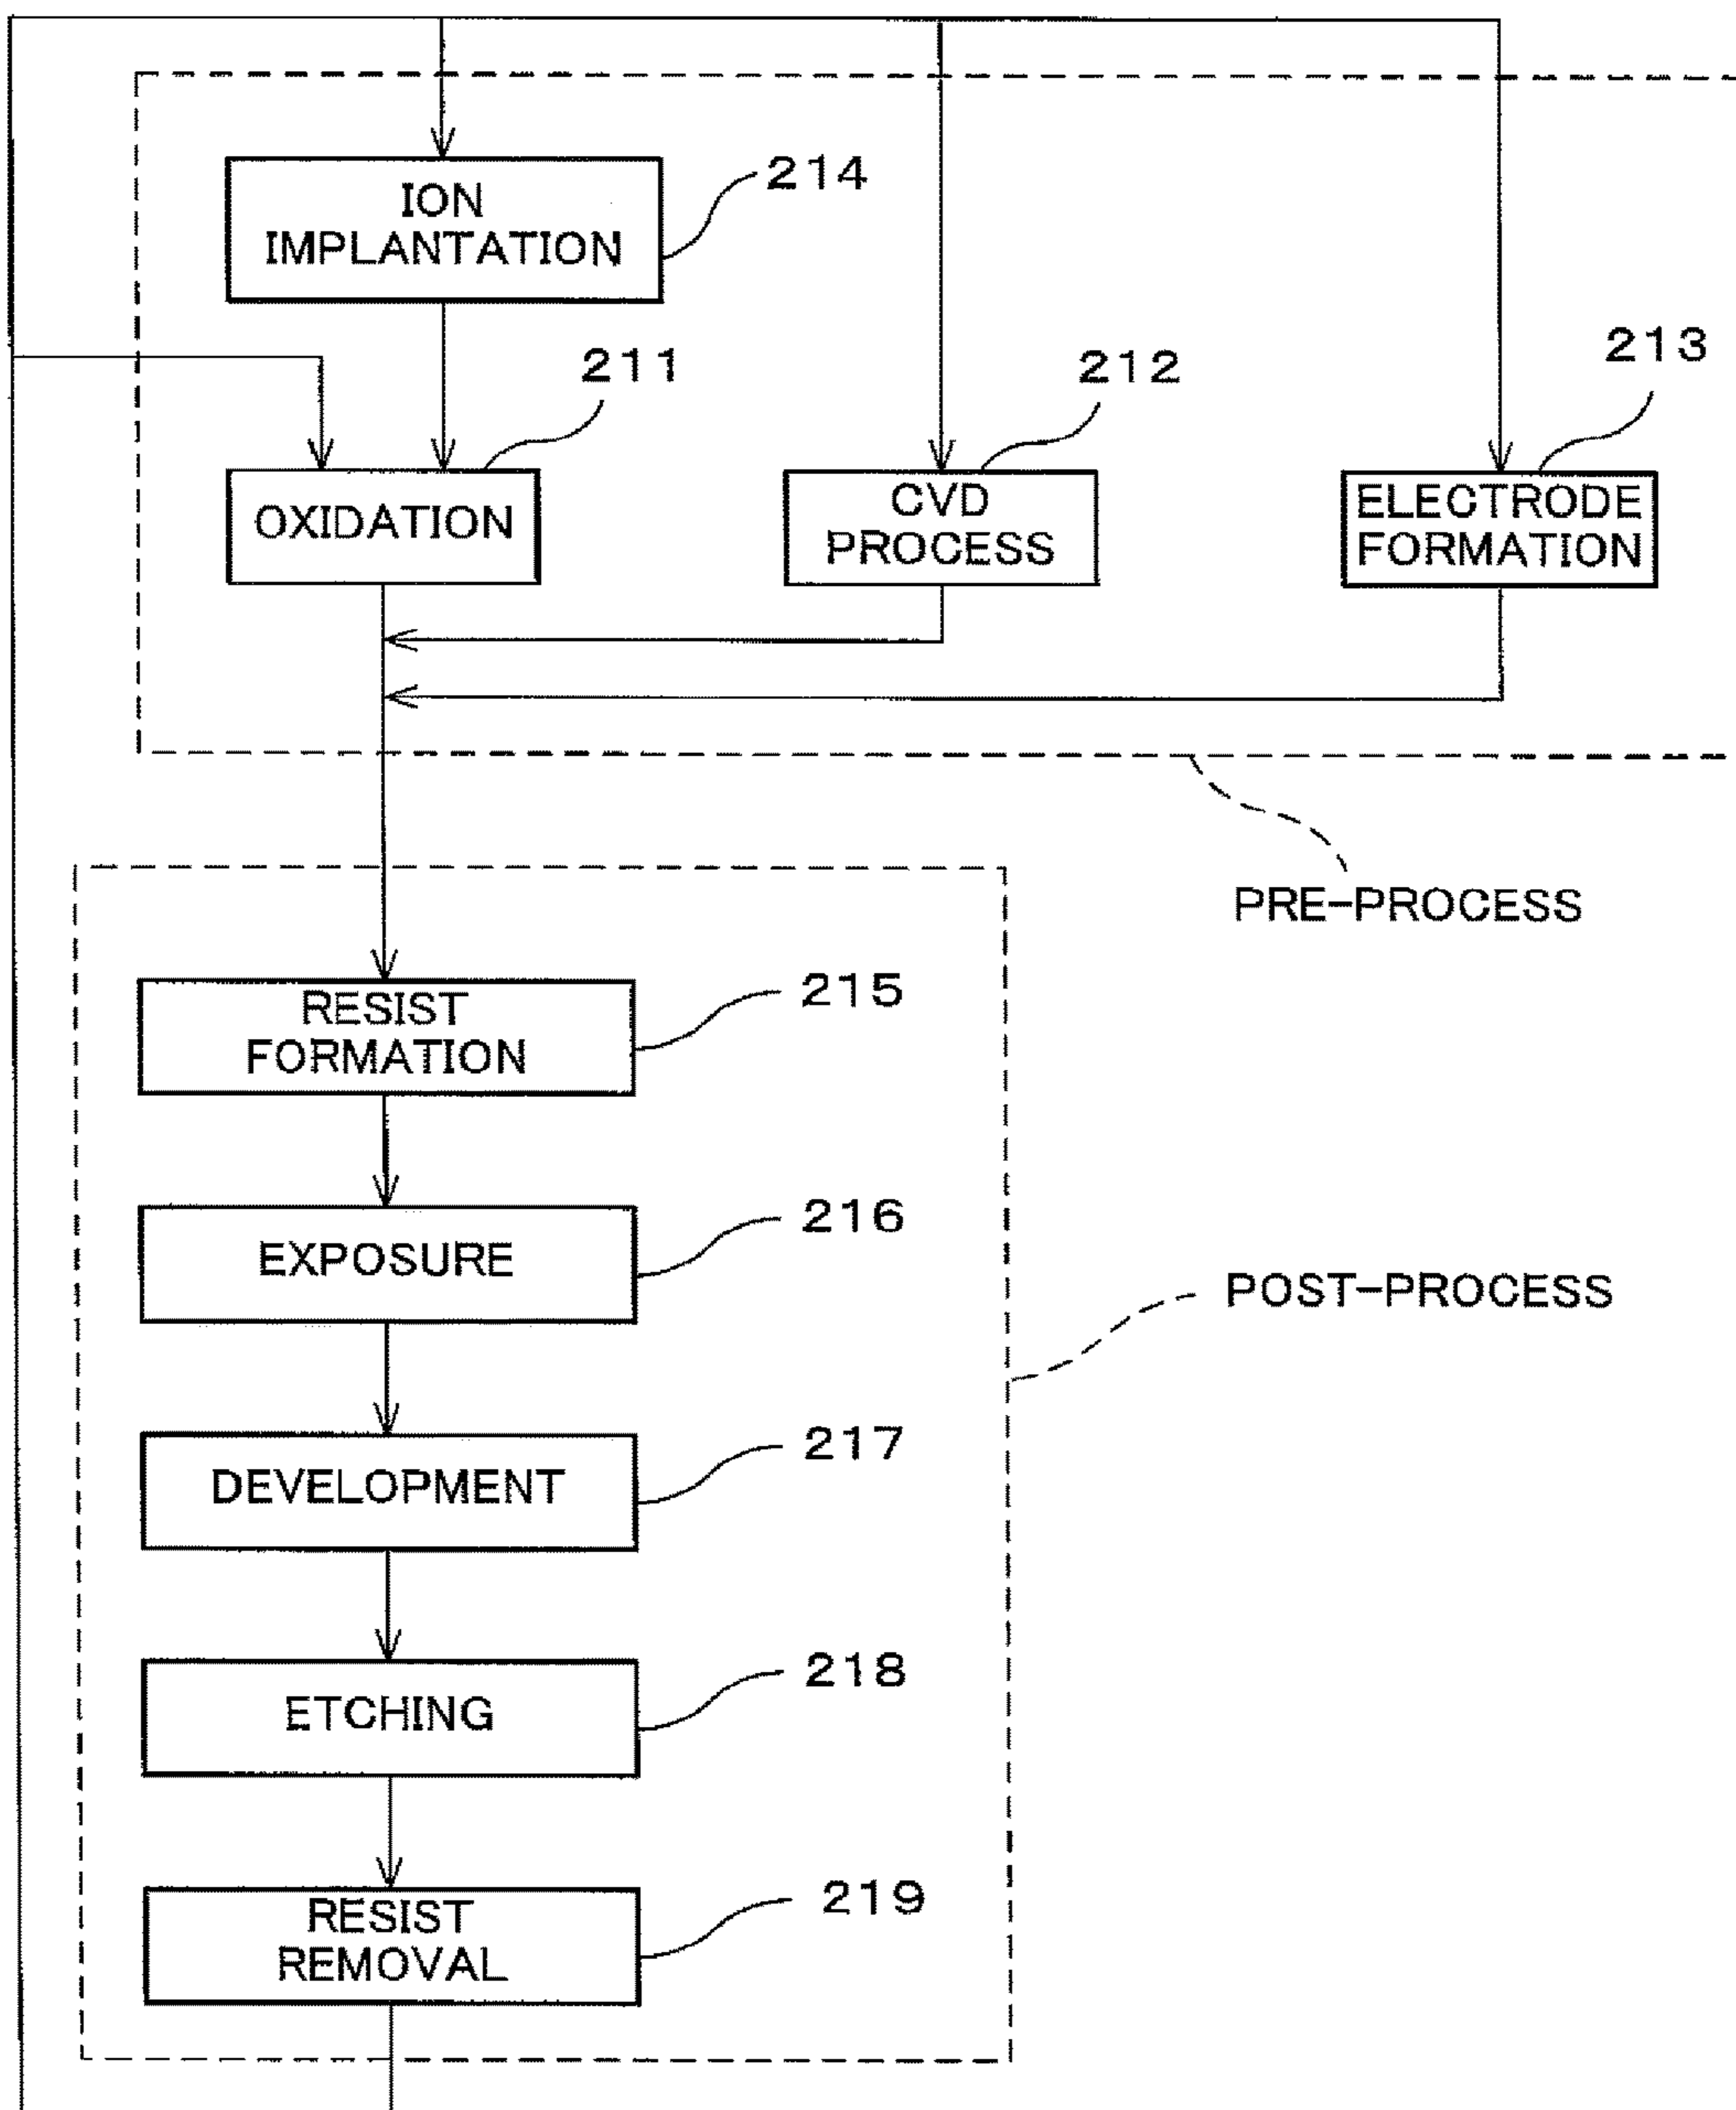 214
ION
IMPLANTATION
211
212
213
OXIDATION
CVD
PROCESS
ELECTRODE
FORMATION
PRE-PROCESS
215
RESIST
FORMATION
216
EXPOSURE
POST-PROCESS
217
DEVELOPMENT
218
ETCHING
219
RESIST
REMOVAL